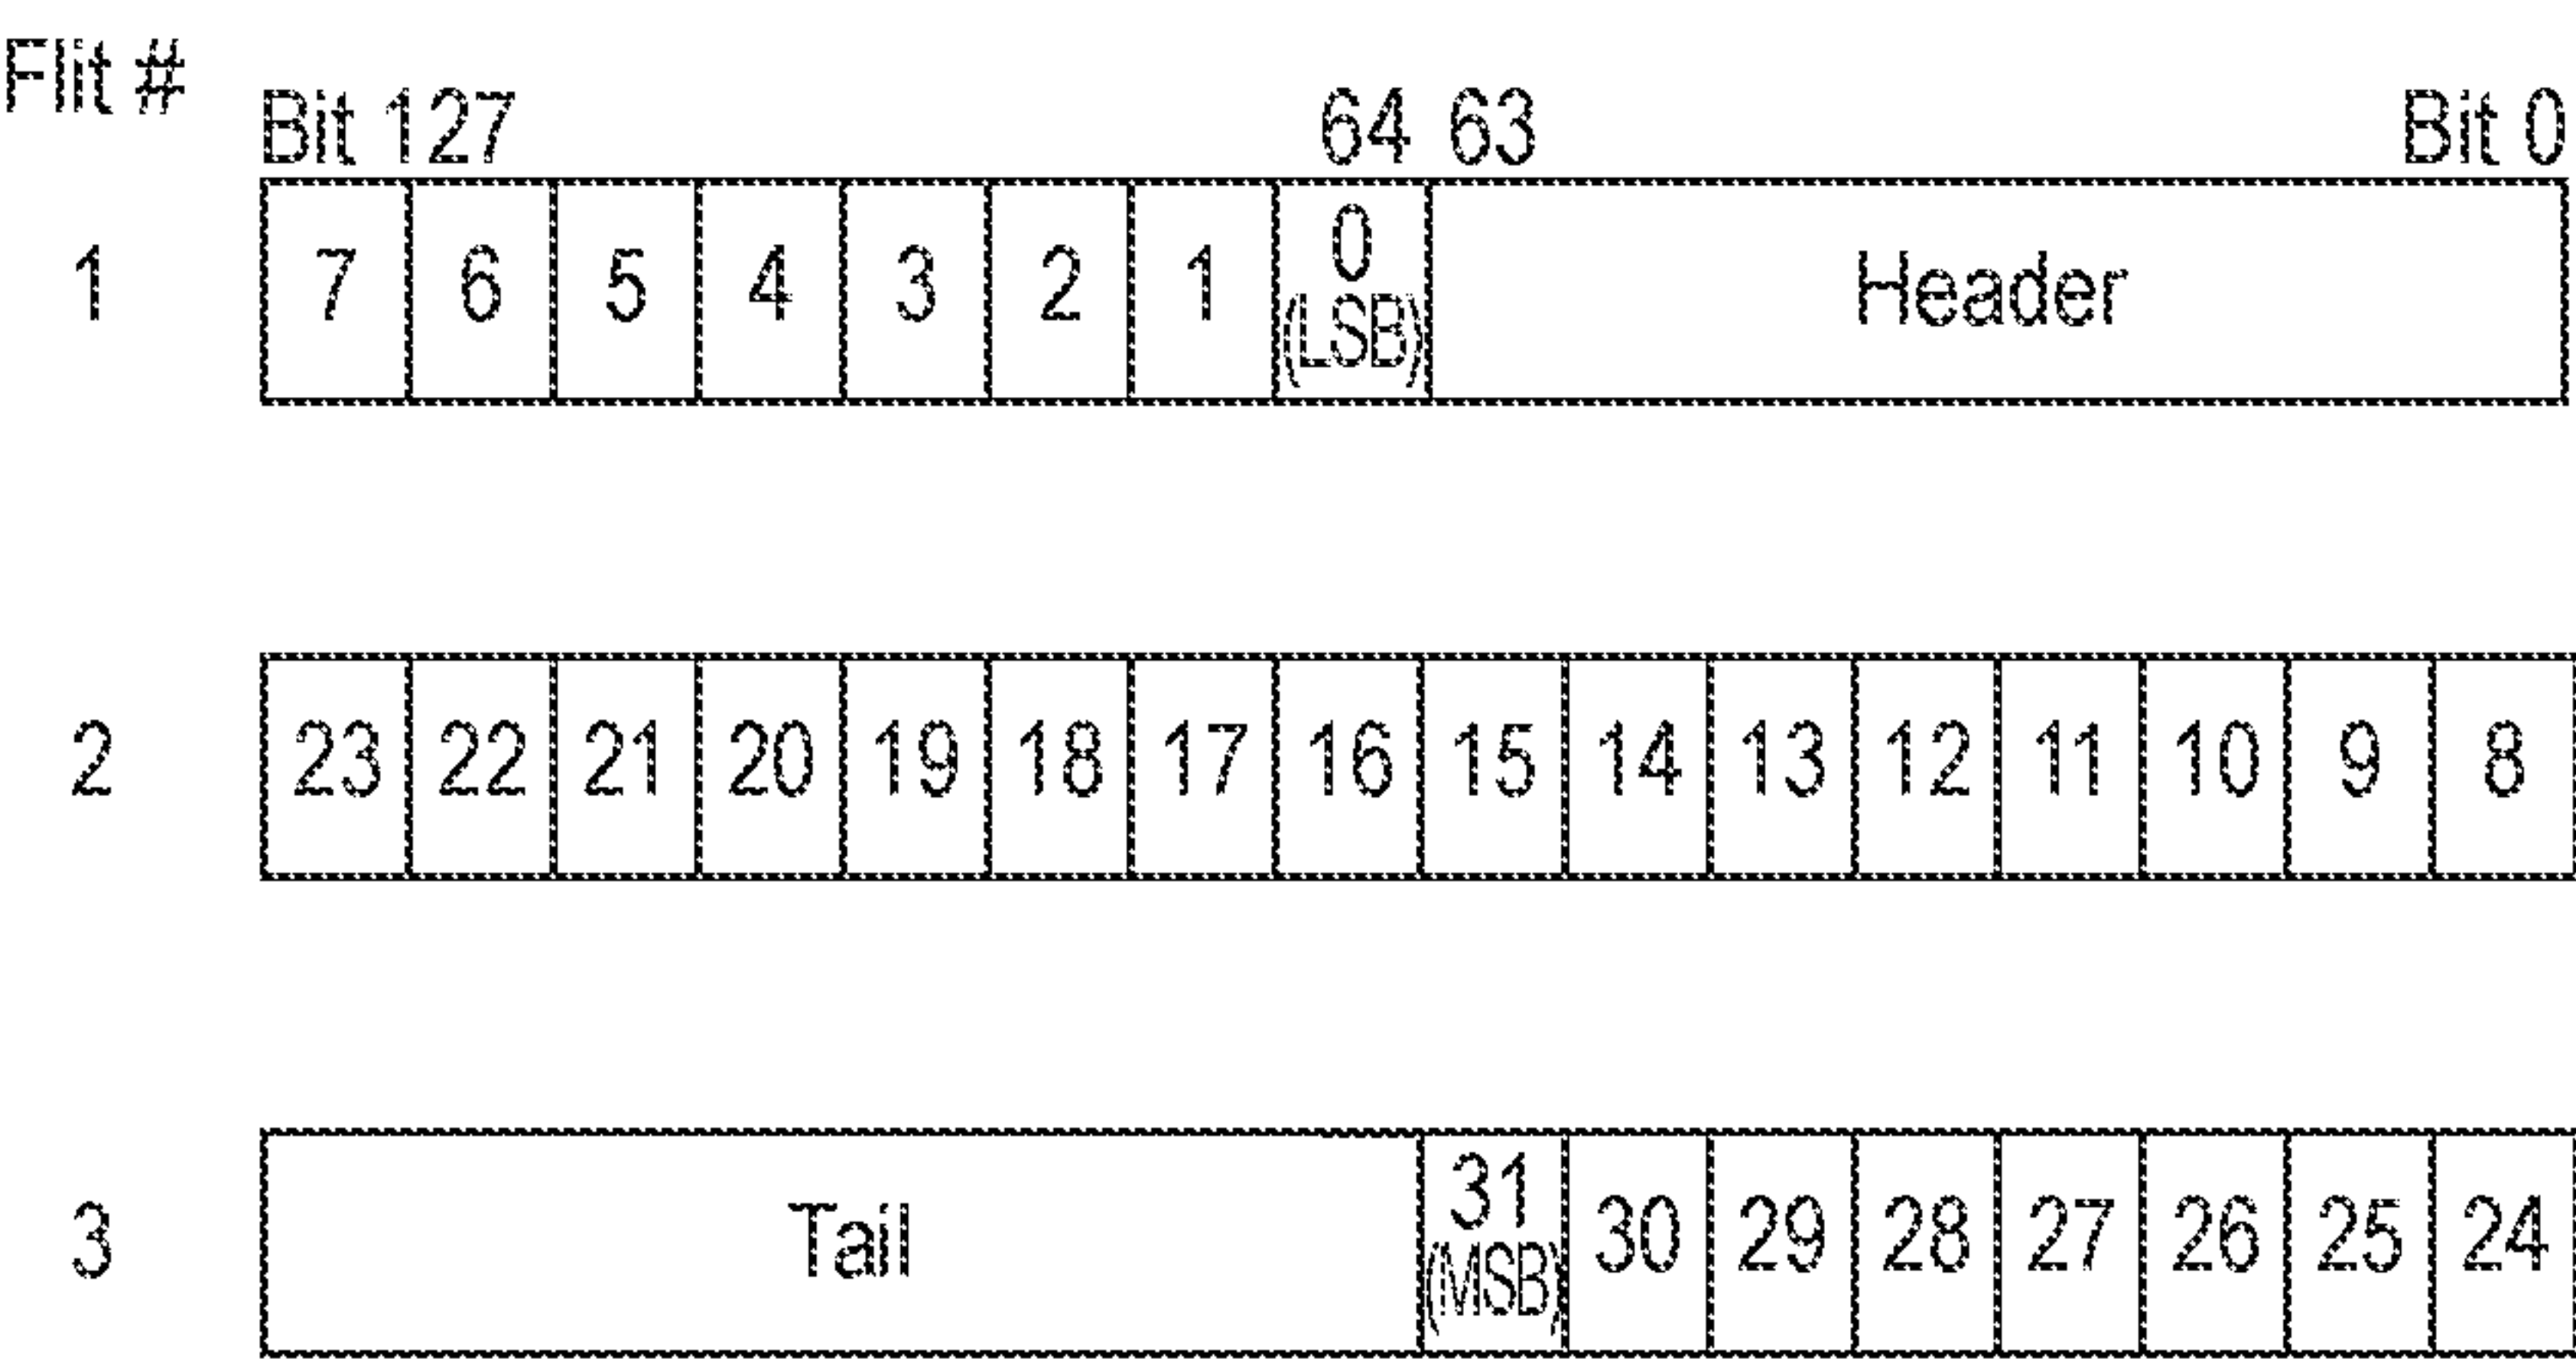 Flit #
Bit 127 64 63 Bit 0
1 7 6 5 4 3 2 1 0 Header
(LSB)
2 23 22 21 20 19 18 17 16 15 14 13 12 11 10 9 8
3 Tail 31 30 29 28 27 26 25 24
(MSB)